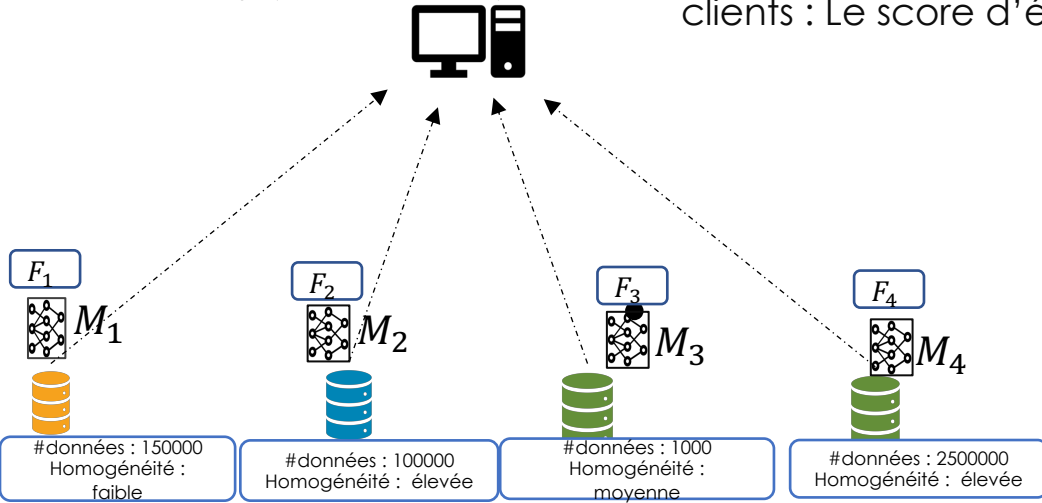 clients : Le score d'é
F₁
F₂
F₃
F₄
M₁
M₂
M₃
M₄
#données : 150000
Homogénéité :
faible
#données : 100000
Homogénéité : élevée
#données : 1000
Homogénéité :
moyenne
#données : 2500000
Homogénéité : élevée